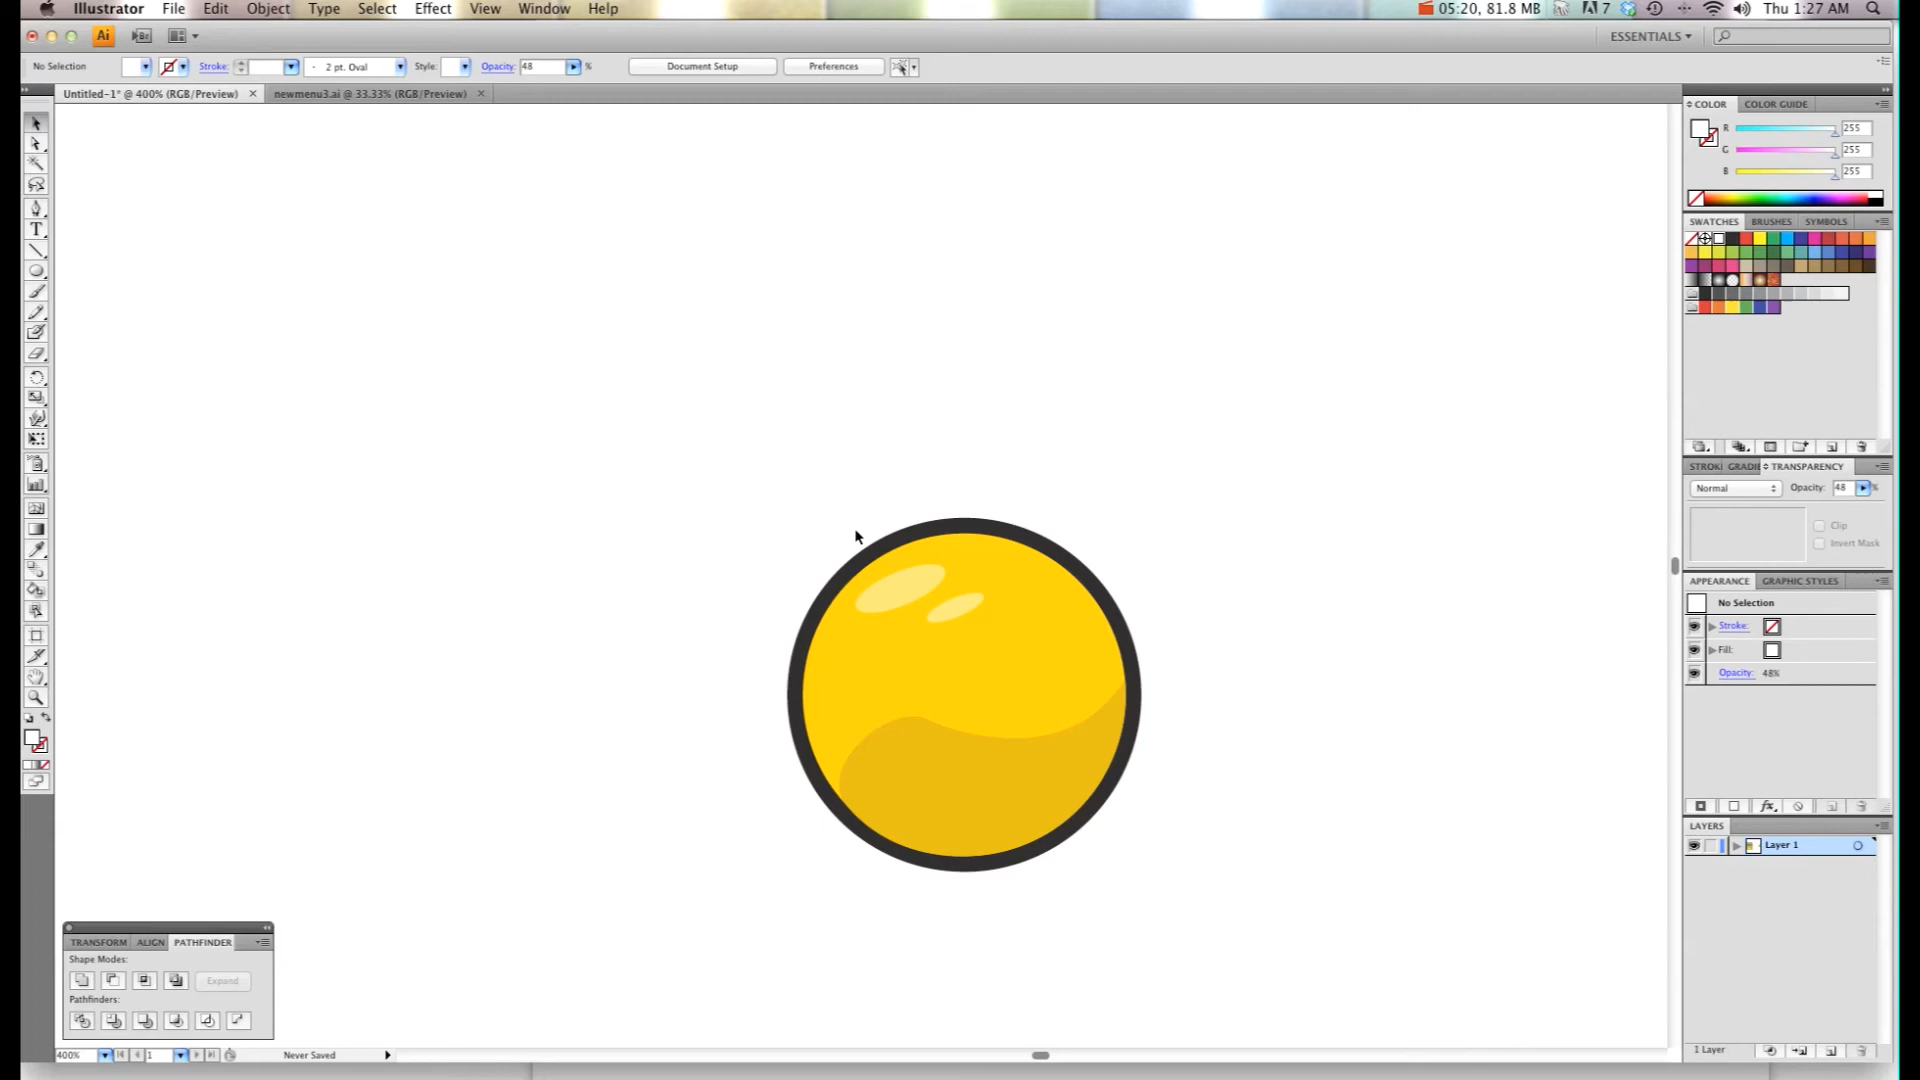 Illustrator File Edit Object Type Select Effect View Window Help 05:20, 81.8 MB 7 Thu 1:27 AM
Ai Br ESSENTIALS
No Selection Stroke: 2 pt. Oval Style: Opacity: 48 % Document Setup Preferences
Untitled-1* @ 400% (RGB/Preview) newmenu3.ai @ 33.33% (RGB/Preview)
COLOR COLOR GUIDE
R 255
G 255
B 255
SWATCHES BRUSHES SYMBOLS
STROKI GRADIE TRANSPARENCY
Normal Opacity: 48 %
Clip
Invert Mask
APPEARANCE GRAPHIC STYLES
No Selection
Stroke:
Fill:
Opacity: 48%
fx
LAYERS
Layer 1
TRANSFORM ALIGN PATHFINDER
Shape Modes:
Expand
Pathfinders:
400% 1 Never Saved
1 Layer